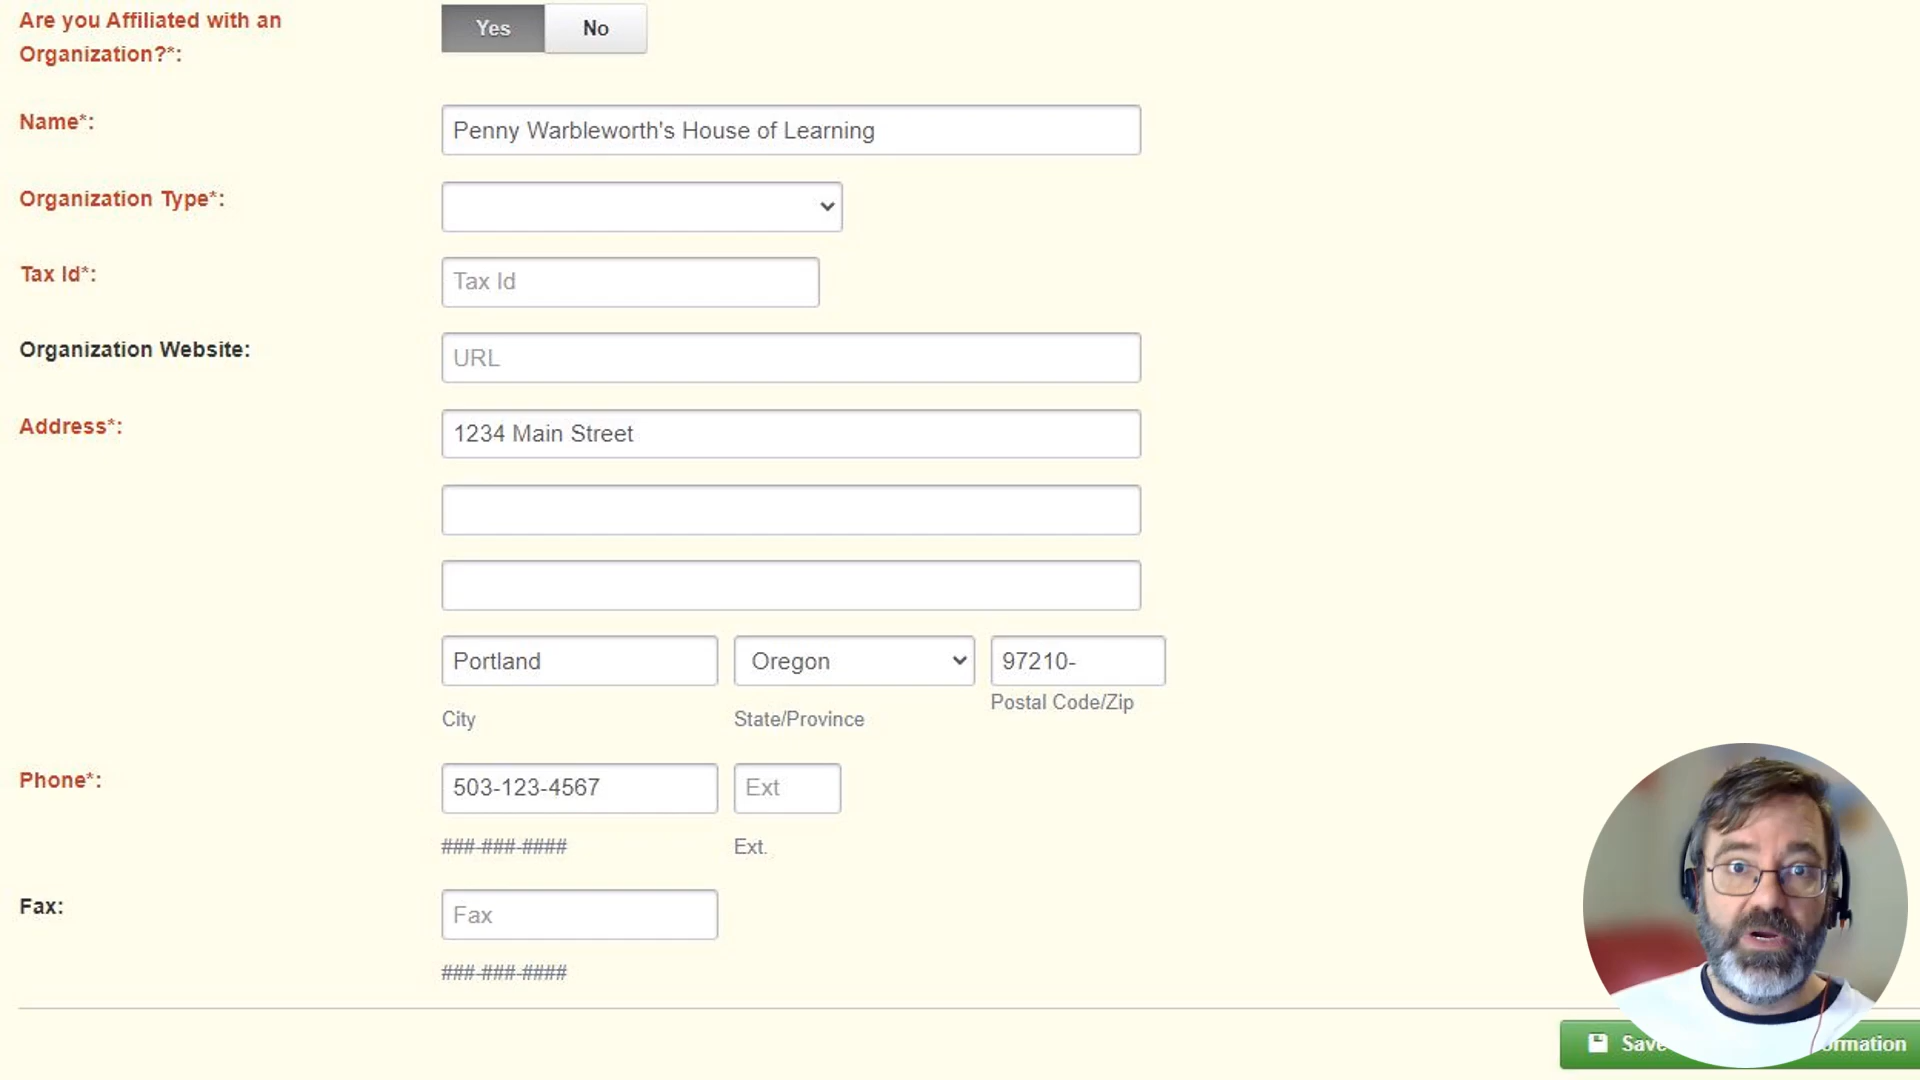 Are you Affiliated with an
Organization?*:
Yes
No
Name*:
Penny Warbleworth's House of Learning
Organization Type*:
Tax Id*:
Tax Id
Organization Website:
URL
Address*:
1234 Main Street
Portland
Oregon
97210-
City
State/Province
Postal Code/Zip
Phone*:
503-123-4567
Ext
###-###-####
Ext.
Fax:
Fax
###-###-####
Save